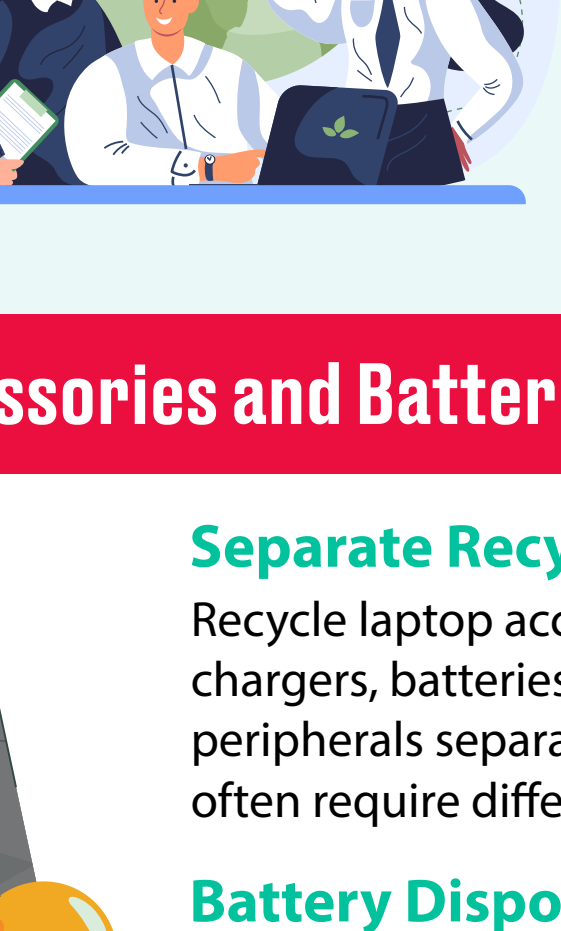 ssories and Batter
Separate Recy
Recycle laptop acc
chargers, batteries
peripherals separa
often require diffe
Battery Dispo